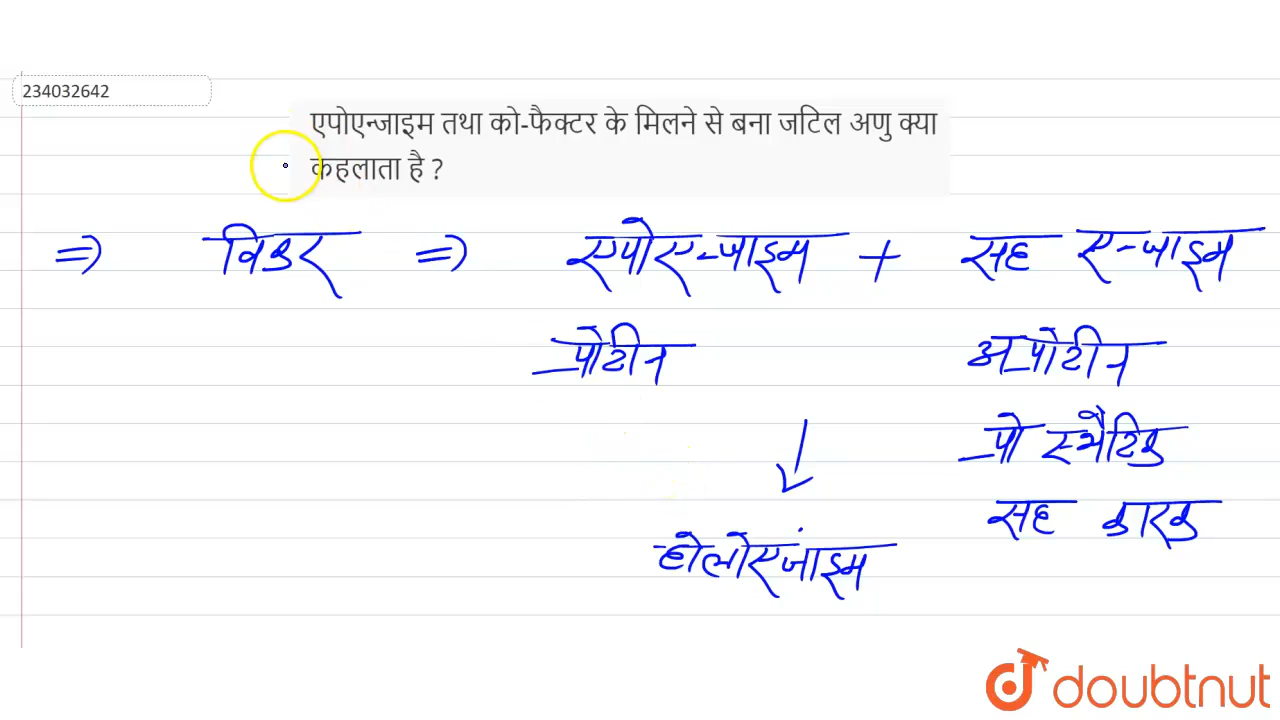 234032642
एपोएन्जाइम तथा को-फैक्टर के मिलने से बना जटिल अणु क्या
कहलाता है ?
⇒ विकर ⇒ एपोएन्जाइम + सह एन्जाइम
प्रोटीन अप्रोटीन
प्रोस्थैटिक
↓
सह कारक
होलोएंजाइम
doubtnut